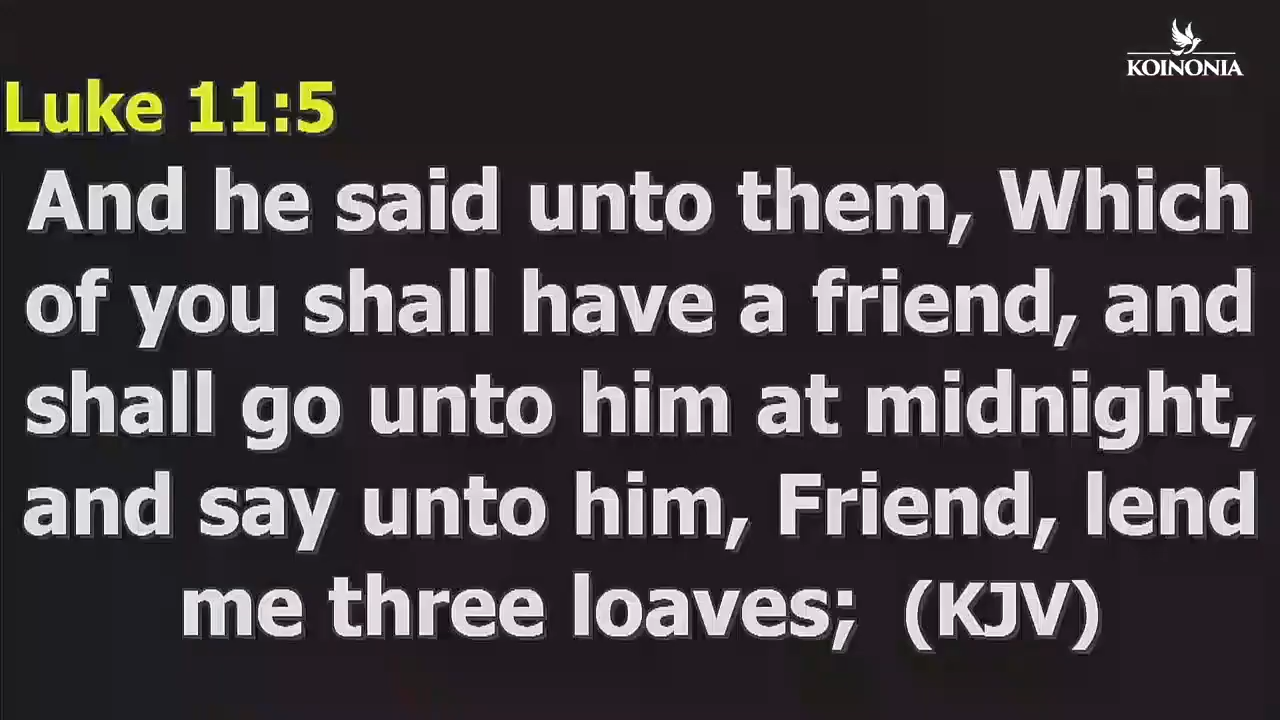 KOINONIA
Luke 11:5
And he said unto them, Which
of you shall have a friend, and
shall go unto him at midnight,
and say unto him, Friend, lend
me three loaves; (KJV)